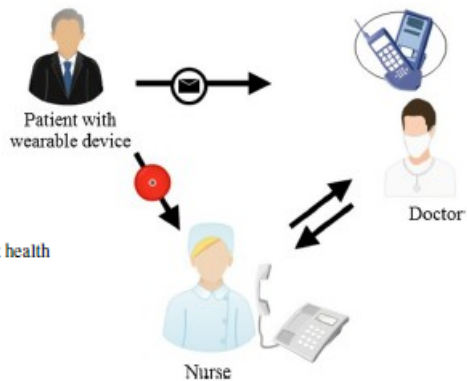 Patient with
wearable device
Doctor
health
Nurse